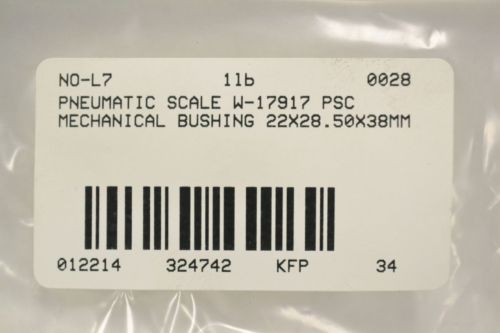 NO-L7 1lb 0028
PNEUMATIC SCALE W-17917 PSC
MECHANICAL BUSHING 22X28.50X38MM
012214 324742 KFP 34